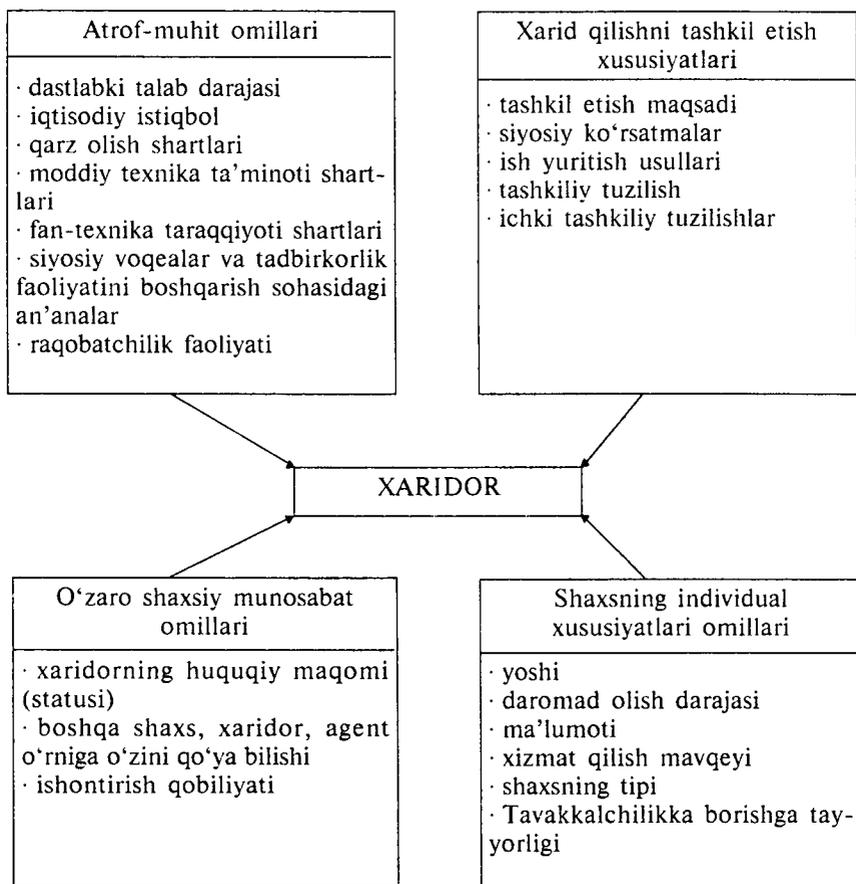 Atrof-muhit omillari
· dastlabki talab darajasi
· iqtisodiy istiqbol
· qarz olish shartlari
· moddiy texnika ta’minoti shart-
lari
· fan-texnika taraqqiyoti shartlari
· siyosiy voqealar va tadbirkorlik
faoliyatini boshqarish sohasidagi
an’analar
· raqobatchilik faoliyati
Xarid qilishni tashkil etish
xususiyatlari
· tashkil etish maqsadi
· siyosiy ko‘rsatmalar
· ish yuritish usullari
· tashkiliy tuzilish
· ichki tashkiliy tuzilishlar
XARIDOR
O‘zaro shaxsiy munosabat
omillari
· xaridorning huquqiy maqomi
(statusi)
· boshqa shaxs, xaridor, agent
o‘rniga o‘zini qo‘ya bilishi
· ishontirish qobiliyati
Shaxsning individual
xususiyatlari omillari
· yoshi
· daromad olish darajasi
· ma’lumoti
· xizmat qilish mavqeyi
· shaxsning tipi
· Tavakkalchilikka borishga tay-
yorligi